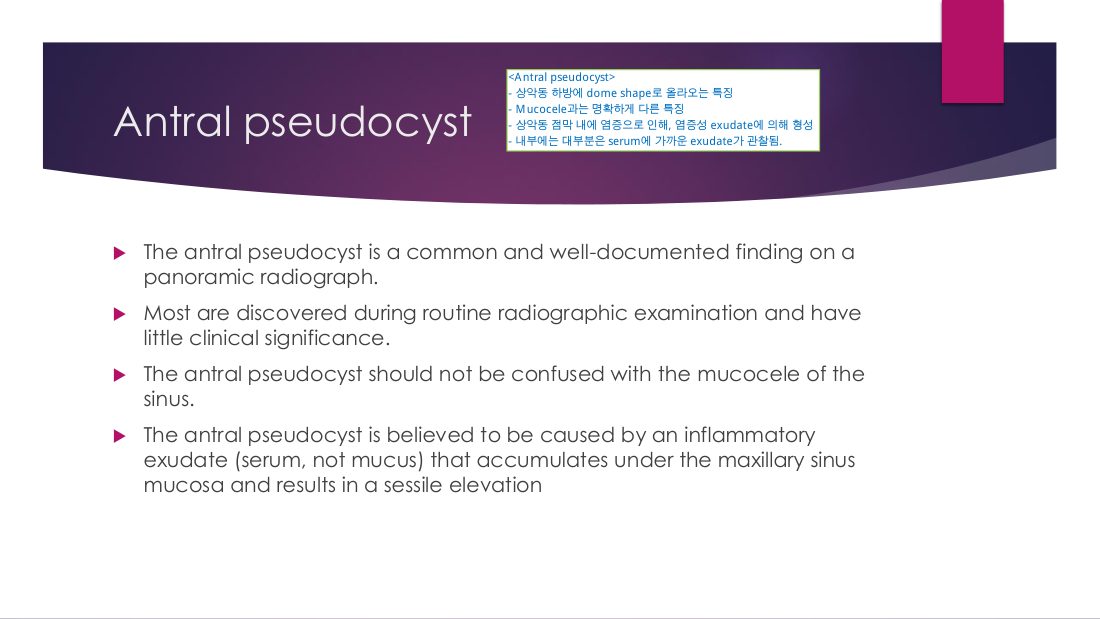 Antral pseudocyst
<Antral pseudocyst>
- 상악동 하방에 dome shape로 올라오는 특징
- Mucocele과는 명확하게 다른 특징
- 상악동 점막 내에 염증으로 인해, 염증성 exudate에 의해 형성
- 내부에는 대부분은 serum에 가까운 exudate가 관찰됨.
The antral pseudocyst is a common and well-documented finding on a
panoramic radiograph.
Most are discovered during routine radiographic examination and have
little clinical significance.
The antral pseudocyst should not be confused with the mucocele of the
sinus.
The antral pseudocyst is believed to be caused by an inflammatory
exudate (serum, not mucus) that accumulates under the maxillary sinus
mucosa and results in a sessile elevation